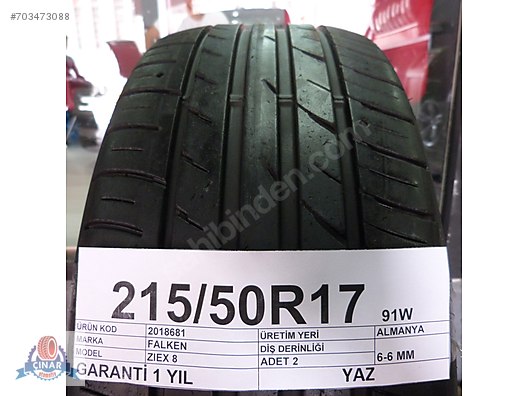 #703473088
sahibinden.com
215/50R17 91W
ÜRÜN KOD 2018681 ÜRETİM YERİ ALMANYA
MARKA FALKEN DİŞ DERİNLİĞİ 6-6 MM
MODEL ZIEX 8 ADET 2
GARANTİ 1 YIL YAZ
ÇINAR